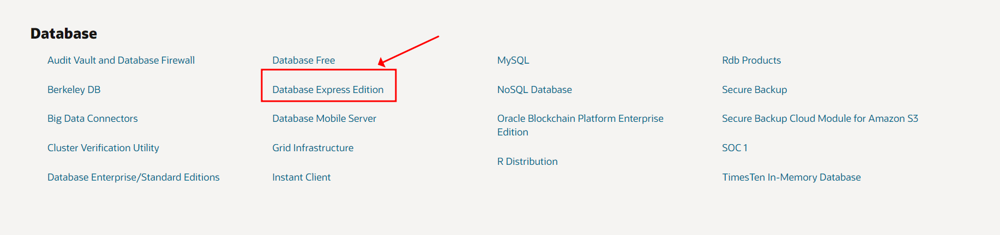 Database
Audit Vault and Database Firewall
Berkeley DB
Big Data Connectors
Cluster Verification Utility
Database Enterprise/Standard Editions
Database Free
Database Express Edition
Database Mobile Server
Grid Infrastructure
Instant Client
MySQL
NoSQL Database
Oracle Blockchain Platform Enterprise
Edition
R Distribution
Rdb Products
Secure Backup
Secure Backup Cloud Module for Amazon S3
SOC 1
TimesTen In-Memory Database